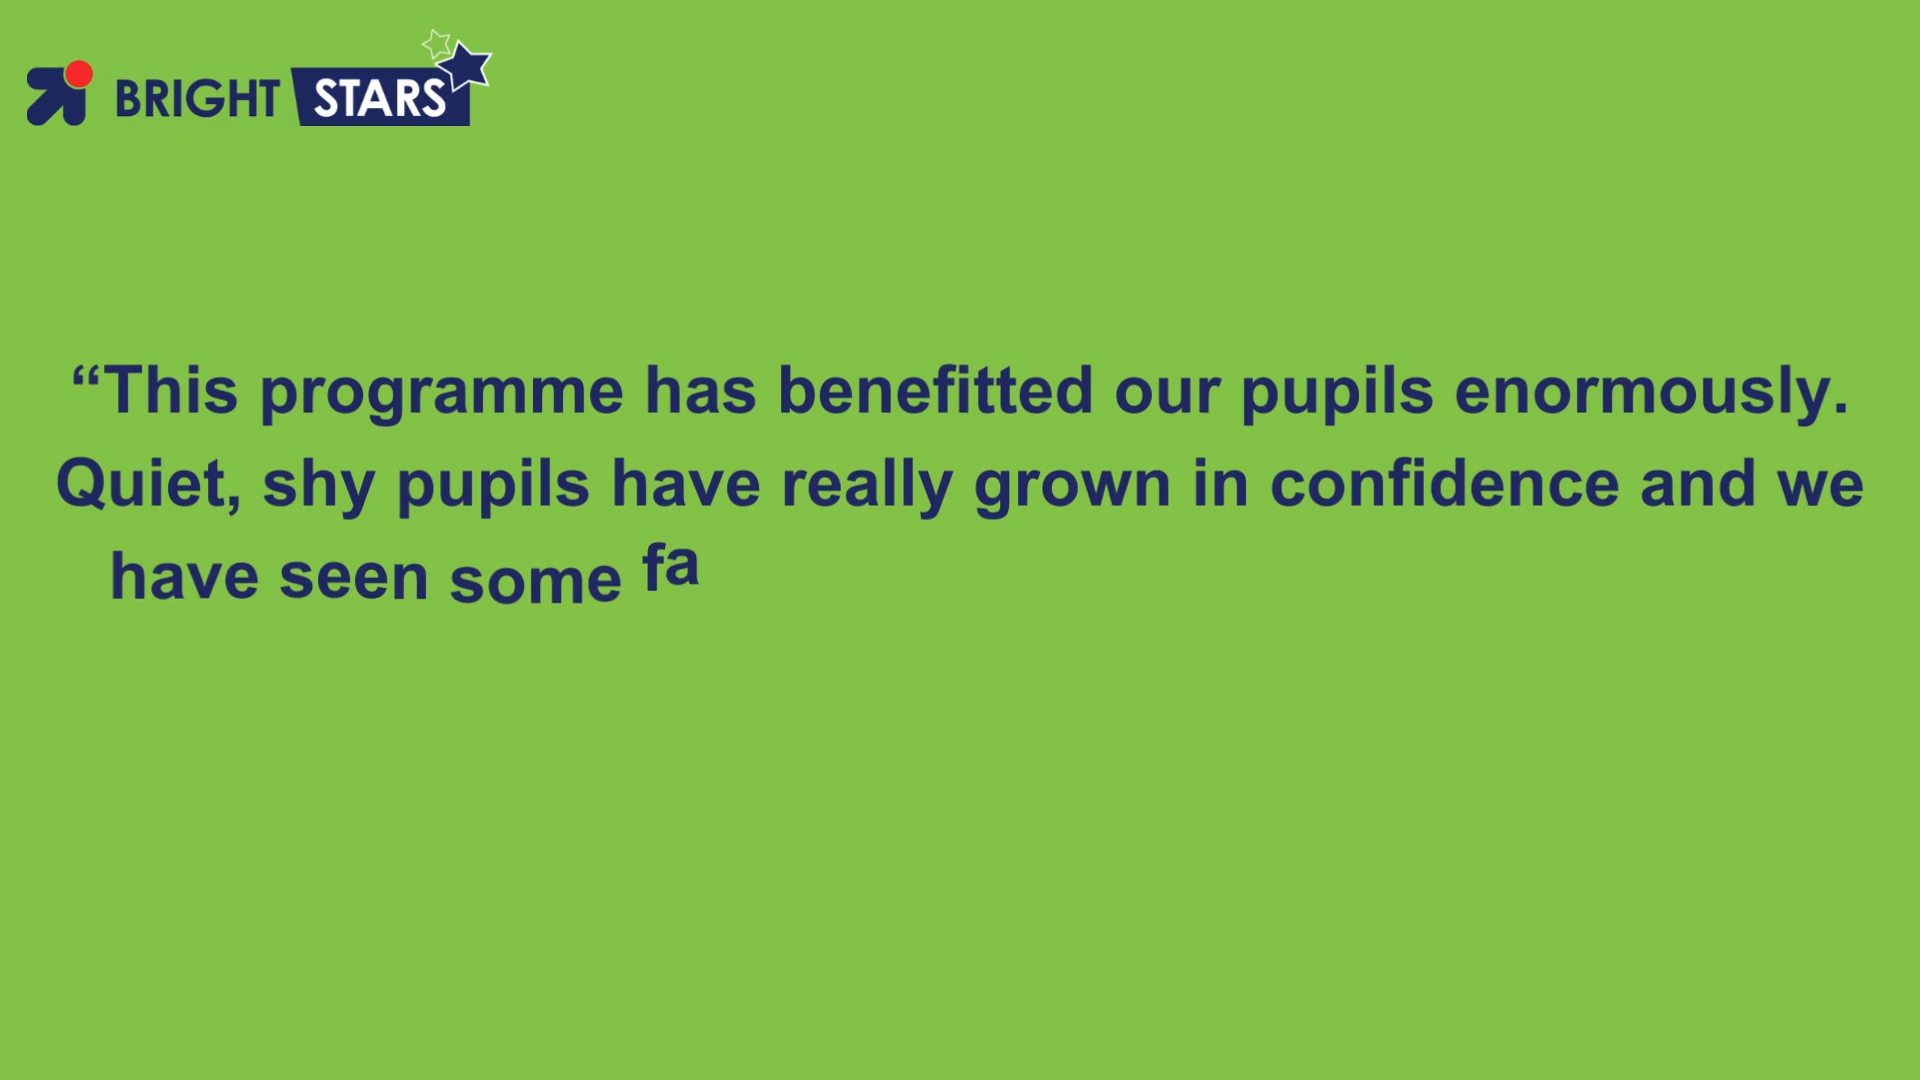 BRIGHT STARS
“This programme has benefitted our pupils enormously.
Quiet, shy pupils have really grown in confidence and we
have seen some fa